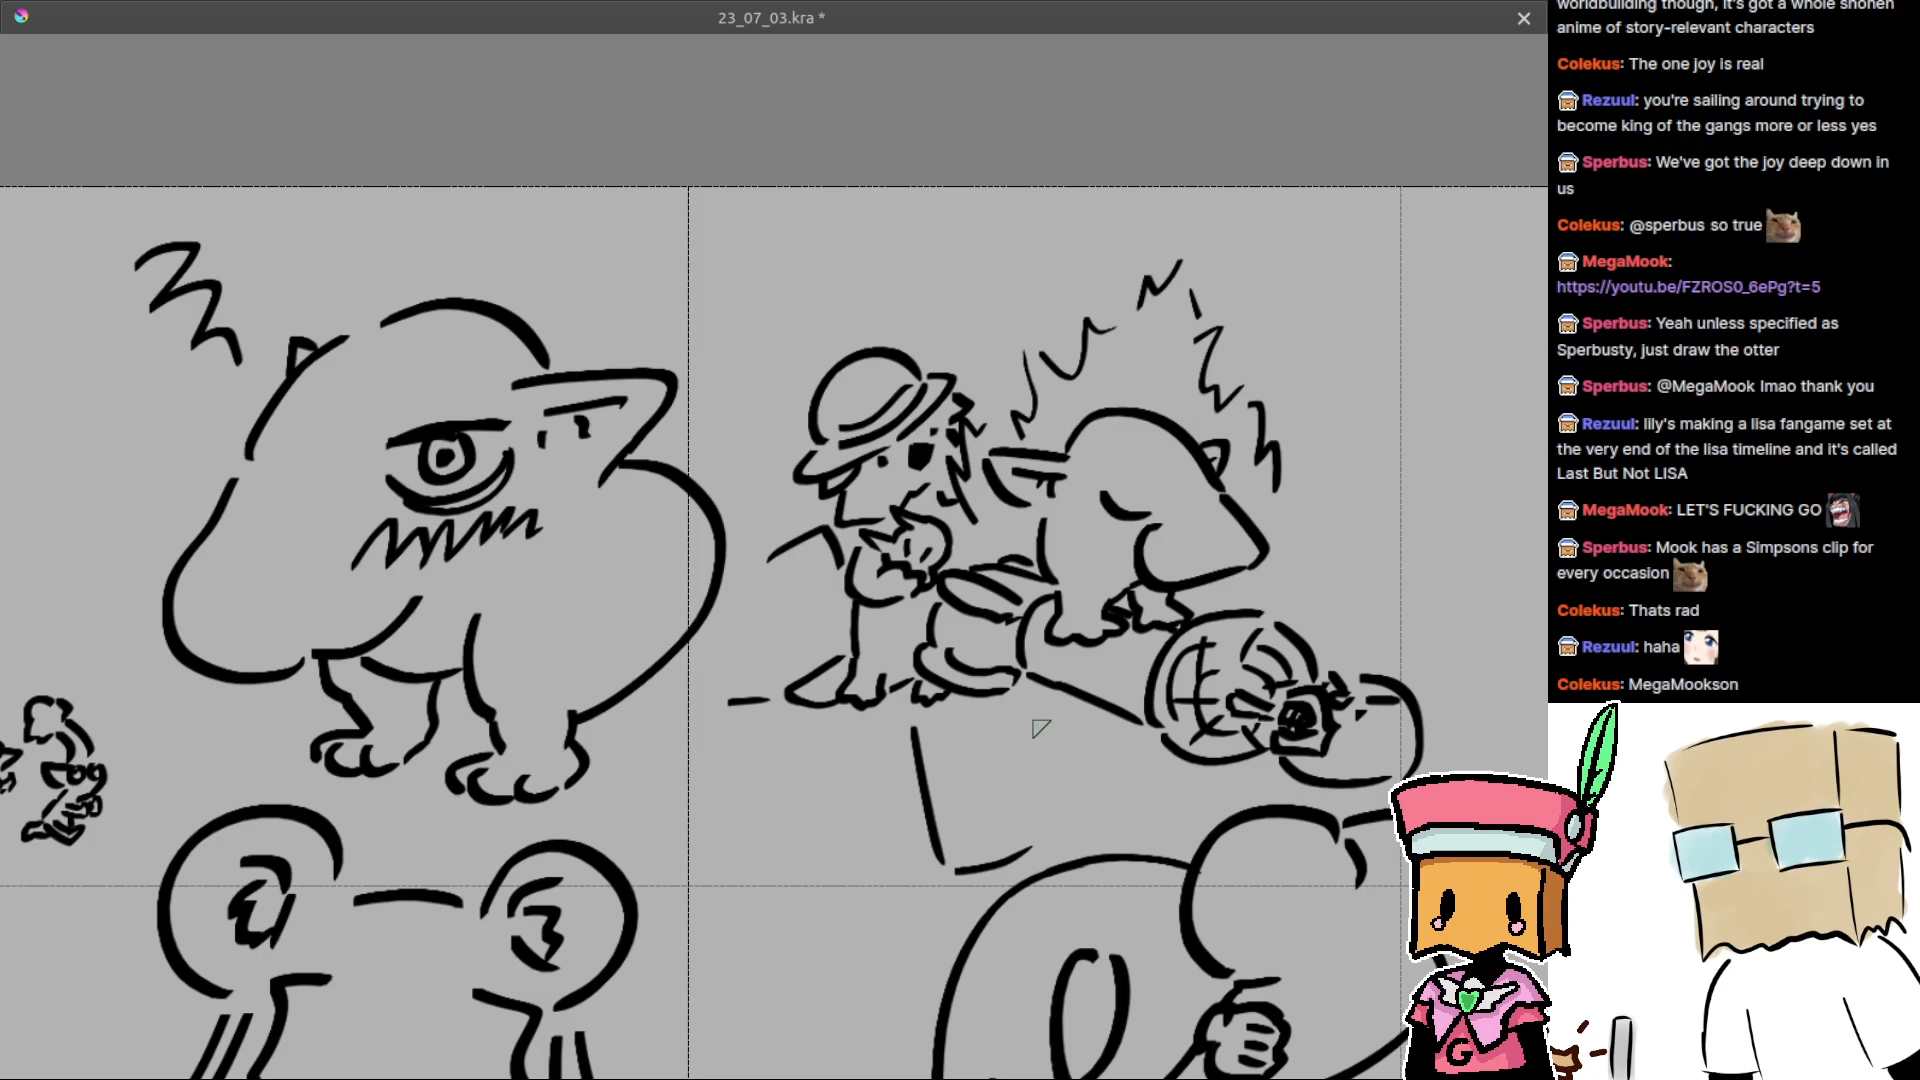 23_07_03.kra *
worldbuilding though, it's got a whole shonen
anime of story-relevant characters
Colekus: The one joy is real
Rezuul: you're sailing around trying to
become king of the gangs more or less yes
Sperbus: We've got the joy deep down in
us
Colekus: @sperbus so true
MegaMook:
https://youtu.be/FZROS0_6ePg?t=5
Sperbus: Yeah unless specified as
Sperbusty, just draw the otter
Sperbus: @MegaMook lmao thank you
Rezuul: lily's making a lisa fangame set at
the very end of the lisa timeline and it's called
Last But Not LISA
MegaMook: LET'S FUCKING GO
Sperbus: Mook has a Simpsons clip for
every occasion
Colekus: Thats rad
Rezuul: haha
Colekus: MegaMookson
G